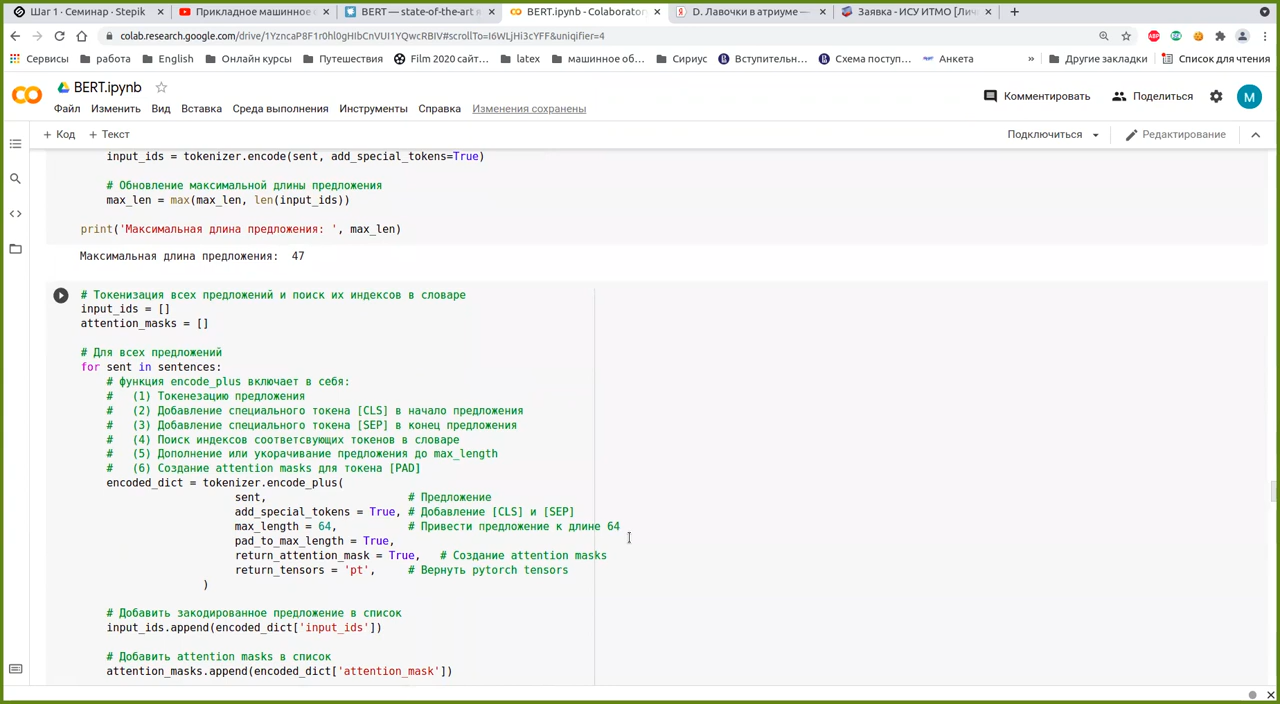 Шаг 1 · Семинар · Stepik
Прикладное машинное
BERT — state-of-the-art
BERT.ipynb - Colaborator
D. Лавочки в атриуме —
Заявка - ИСУ ИТМО [Лич
colab.research.google.com/drive/1YzncaP8F1r0hl0gHIbCnVUI1YQwcRBIV#scrollTo=I6WLjHi3cYFF&uniqifier=4
Сервисы работа English Онлайн курсы Путешествия Film 2020 сайт… latex машинное об… Сириус Вступительн… Схема поступ… Анкета » Другие закладки Список для чтения
BERT.ipynb
Комментировать Поделиться M
Файл Изменить Вид Вставка Среда выполнения Инструменты Справка Изменения сохранены
+ Код + Текст Подключиться Редактирование
input_ids = tokenizer.encode(sent, add_special_tokens=True)
# Обновление максимальной длины предложения
max_len = max(max_len, len(input_ids))
print('Максимальная длина предложения: ', max_len)
Максимальная длина предложения: 47
# Токенизация всех предложений и поиск их индексов в словаре
input_ids = []
attention_masks = []
# Для всех предложений
for sent in sentences:
# функция encode_plus включает в себя:
# (1) Токенезацию предложения
# (2) Добавление специального токена [CLS] в начало предложения
# (3) Добавление специального токена [SEP] в конец предложения
# (4) Поиск индексов соответсвующих токенов в словаре
# (5) Дополнение или укорачивание предложения до max_length
# (6) Создание attention masks для токена [PAD]
encoded_dict = tokenizer.encode_plus(
sent, # Предложение
add_special_tokens = True, # Добавление [CLS] и [SEP]
max_length = 64, # Привести предложение к длине 64
pad_to_max_length = True,
return_attention_mask = True, # Создание attention masks
return_tensors = 'pt', # Вернуть pytorch tensors
)
# Добавить закодированное предложение в список
input_ids.append(encoded_dict['input_ids'])
# Добавить attention masks в список
attention_masks.append(encoded_dict['attention_mask'])